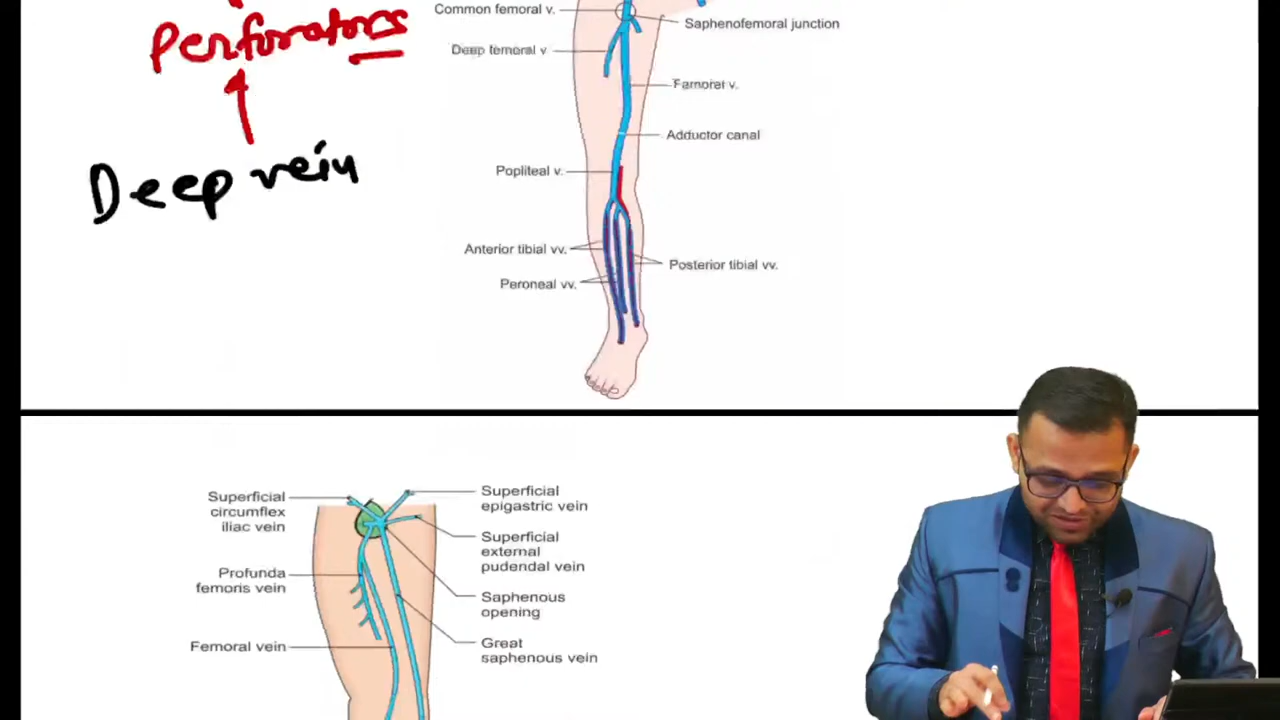 Perforators
Deep vein
Common femoral v.
Saphenofemoral junction
Deep femoral v.
Femoral v.
Adductor canal
Popliteal v.
Anterior tibial vv.
Posterior tibial vv.
Peroneal vv.
Superficial
circumflex
iliac vein
Superficial
epigastric vein
Superficial
external
pudendal vein
Profunda
femoris vein
Saphenous
opening
Femoral vein
Great
saphenous vein